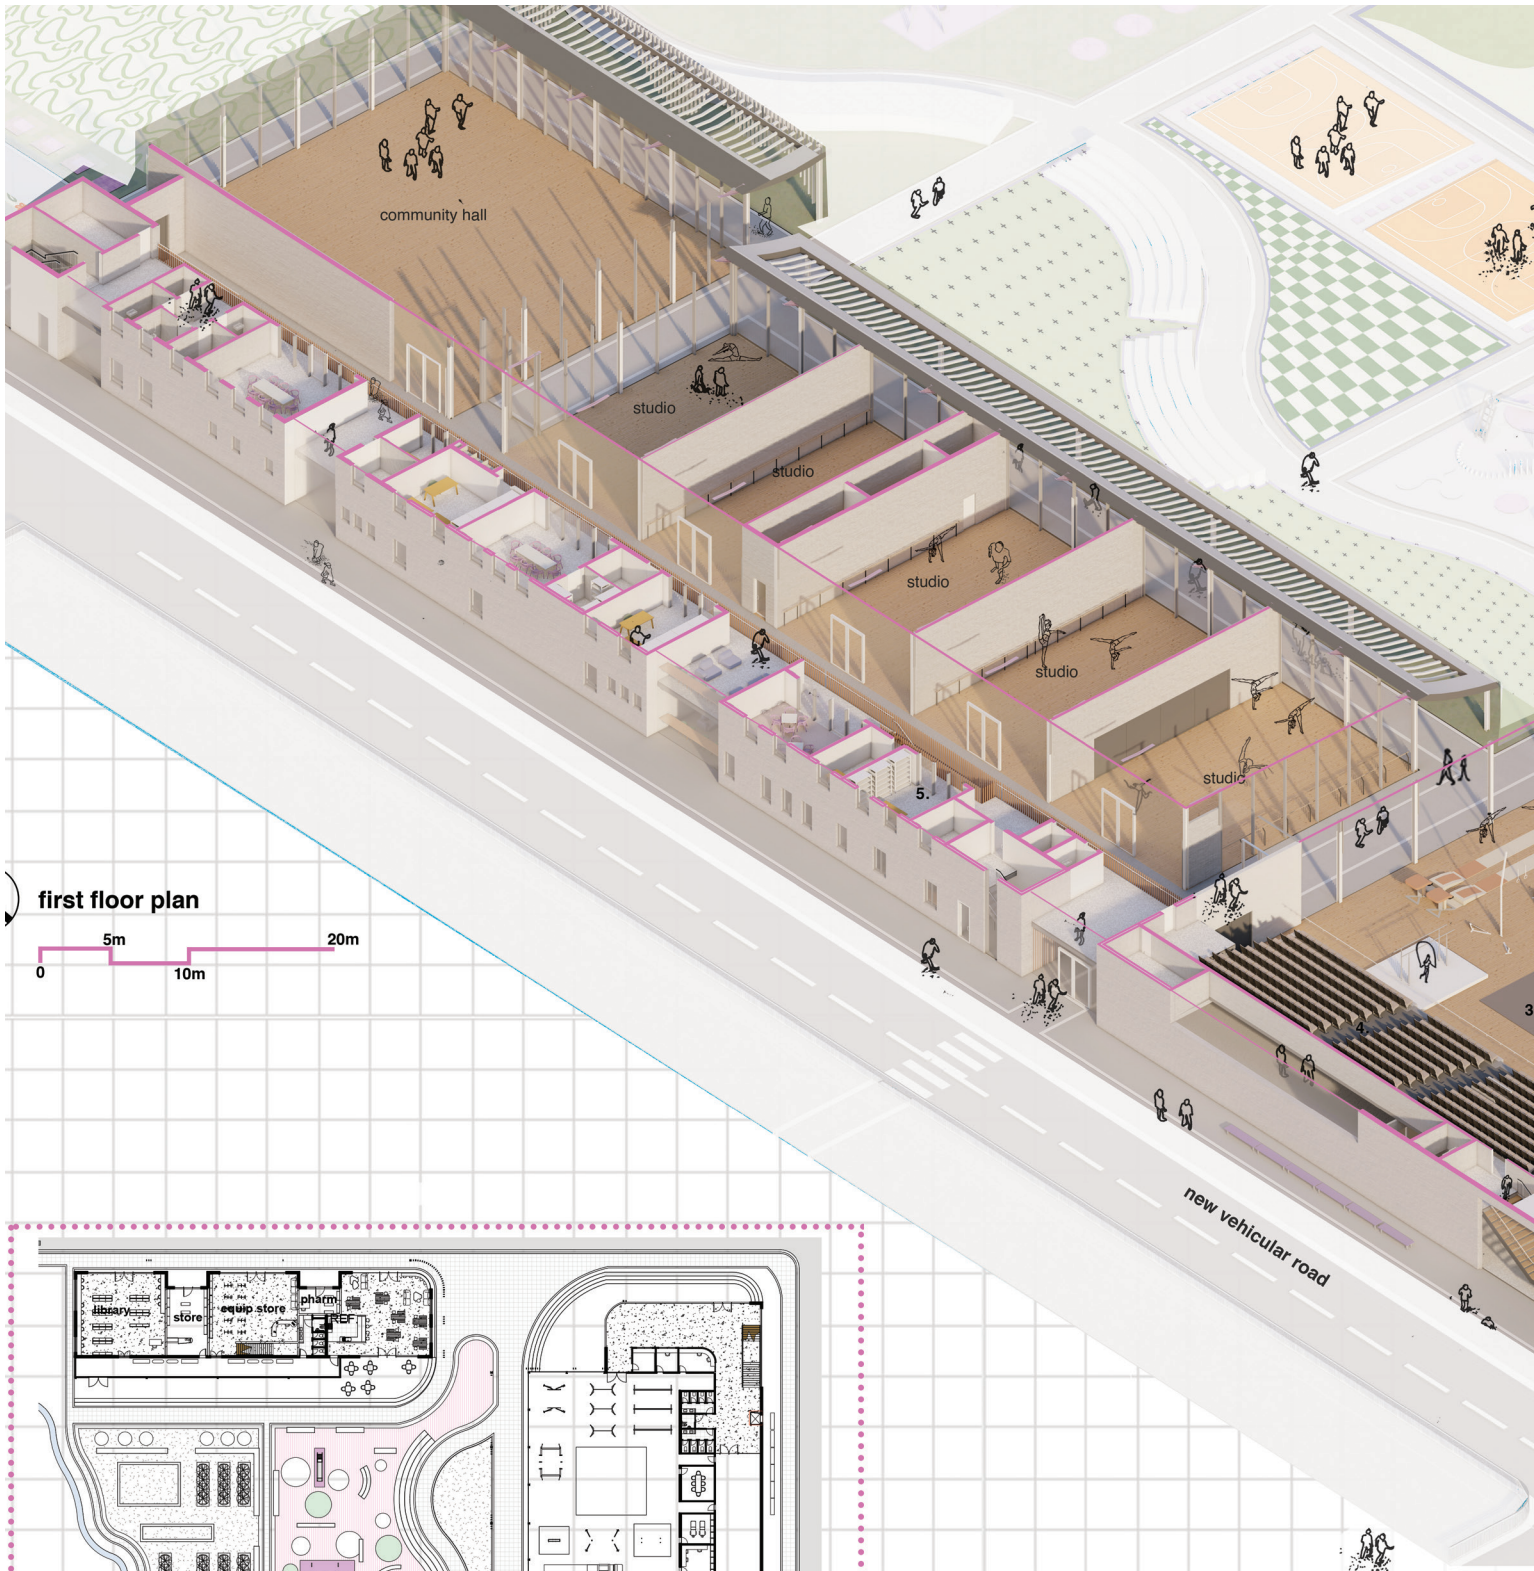 community hall
studio
studio
studio
studio
studio
5.
first floor plan
5m
20m
0
10m
3
4.
new vehicular road
library
store
equip store
pharm
REF